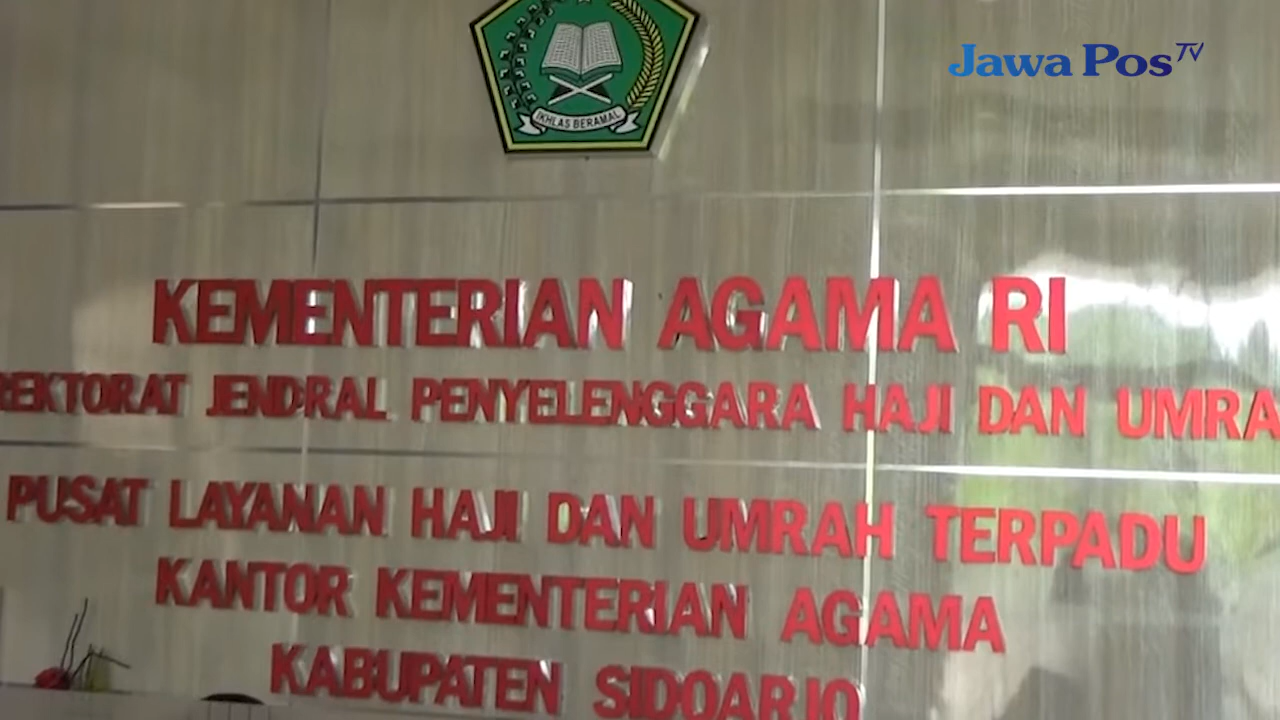 Jawa Pos TV
IKHLAS BERAMAL
KEMENTERIAN AGAMA RI
REKTORAT JENDRAL PENYELENGGARA HAJI DAN UMRA
PUSAT LAYANAN HAJI DAN UMRAH TERPADU
KANTOR KEMENTERIAN AGAMA
KABUPATEN SIDOARJO